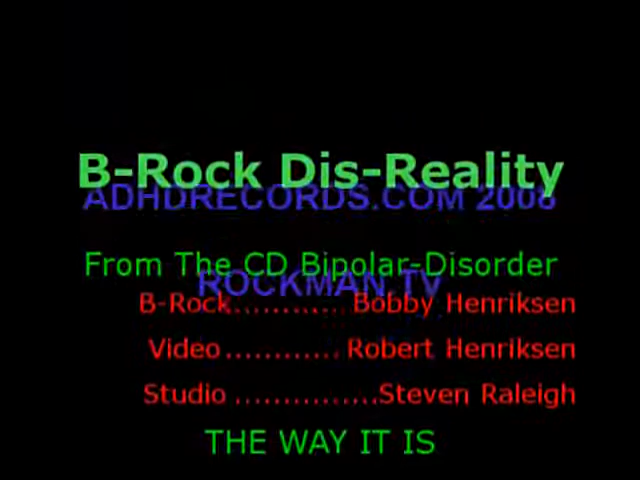 B-Rock Dis-Reality
ADHDRECORDS.COM 2008
From The CD Bipolar-Disorder
ROCKMAN.TV
B-Rock............ Bobby Henriksen
Video............ Robert Henriksen
Studio ...............Steven Raleigh
THE WAY IT IS